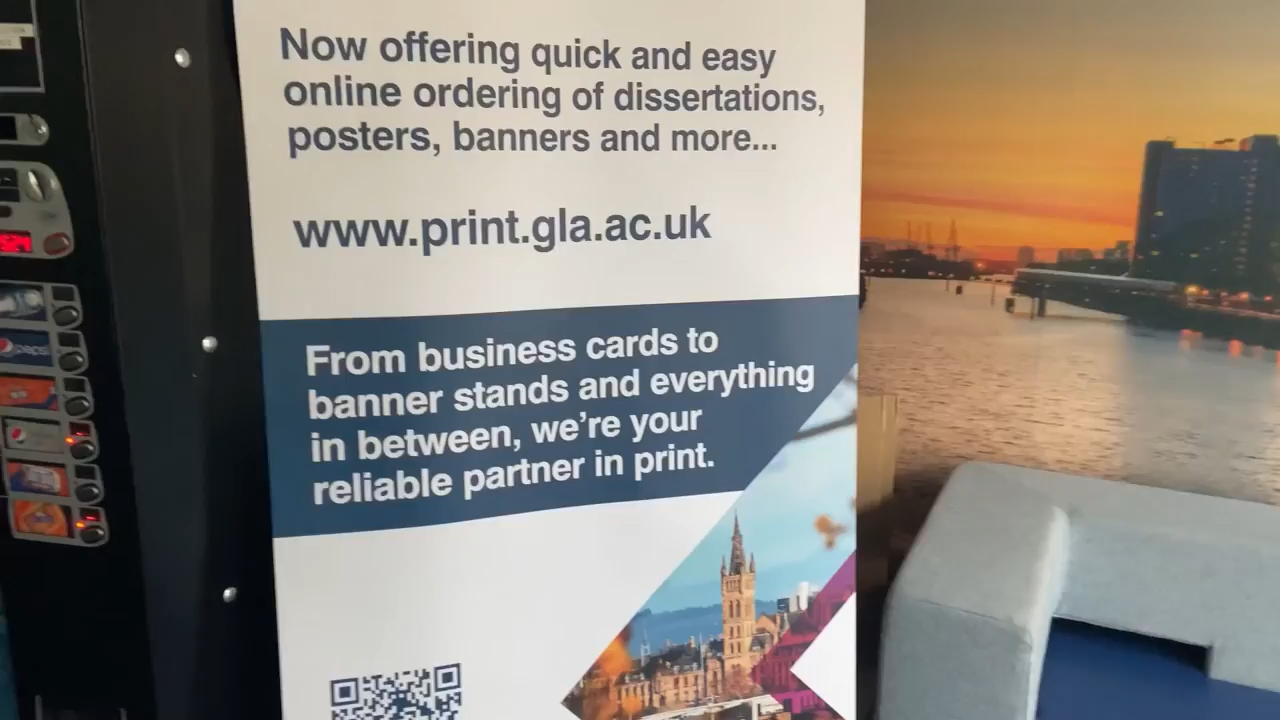 Now offering quick and easy
online ordering of dissertations,
posters, banners and more...
www.print.gla.ac.uk
From business cards to
banner stands and everything
in between, we're your
reliable partner in print.
pepsi